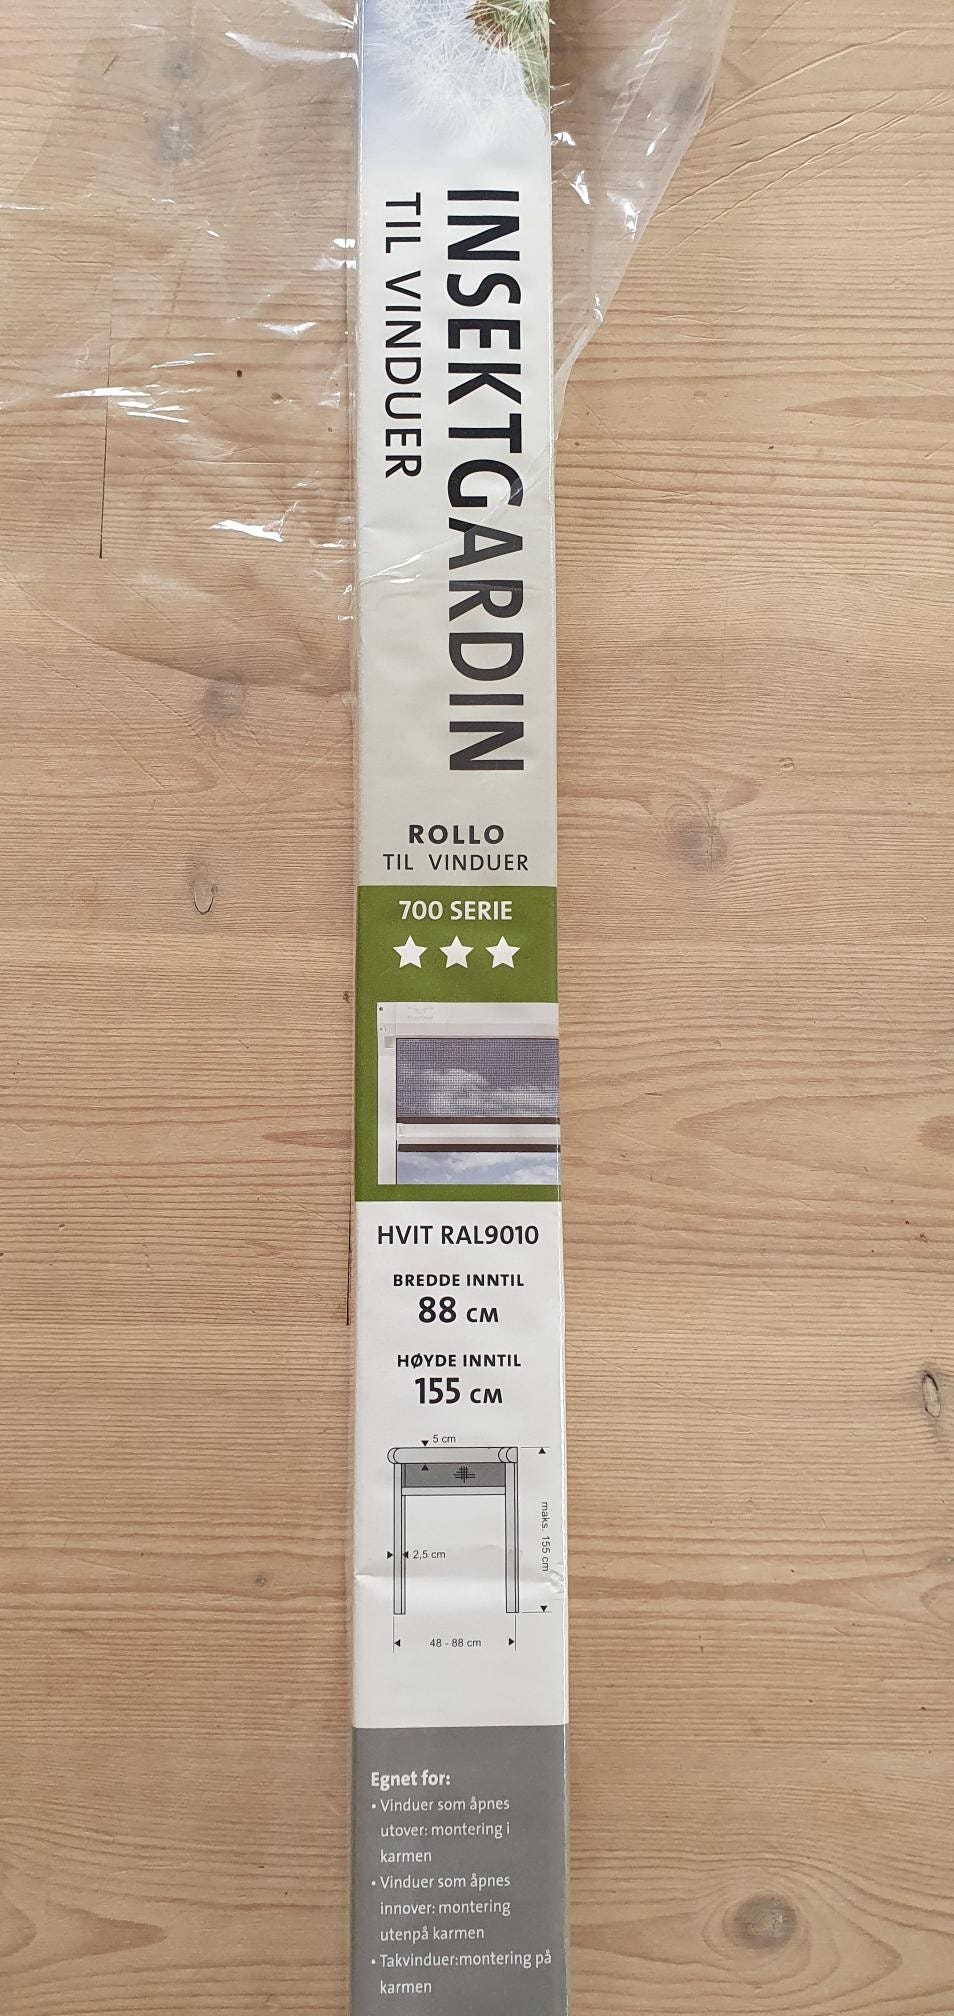 INSEKTGARDIN
TIL VINDUER
ROLLO
TIL VINDUER
700 SERIE
HVIT RAL9010
BREDDE INNTIL
88 CM
HØYDE INNTIL
155 CM
5 cm
maks. 155 cm
2,5 cm
48 - 88 cm
Egnet for:
• Vinduer som åpnes
utover: montering i
karmen
• Vinduer som åpnes
innover: montering
utenpå karmen
• Takvinduer:montering på
karmen